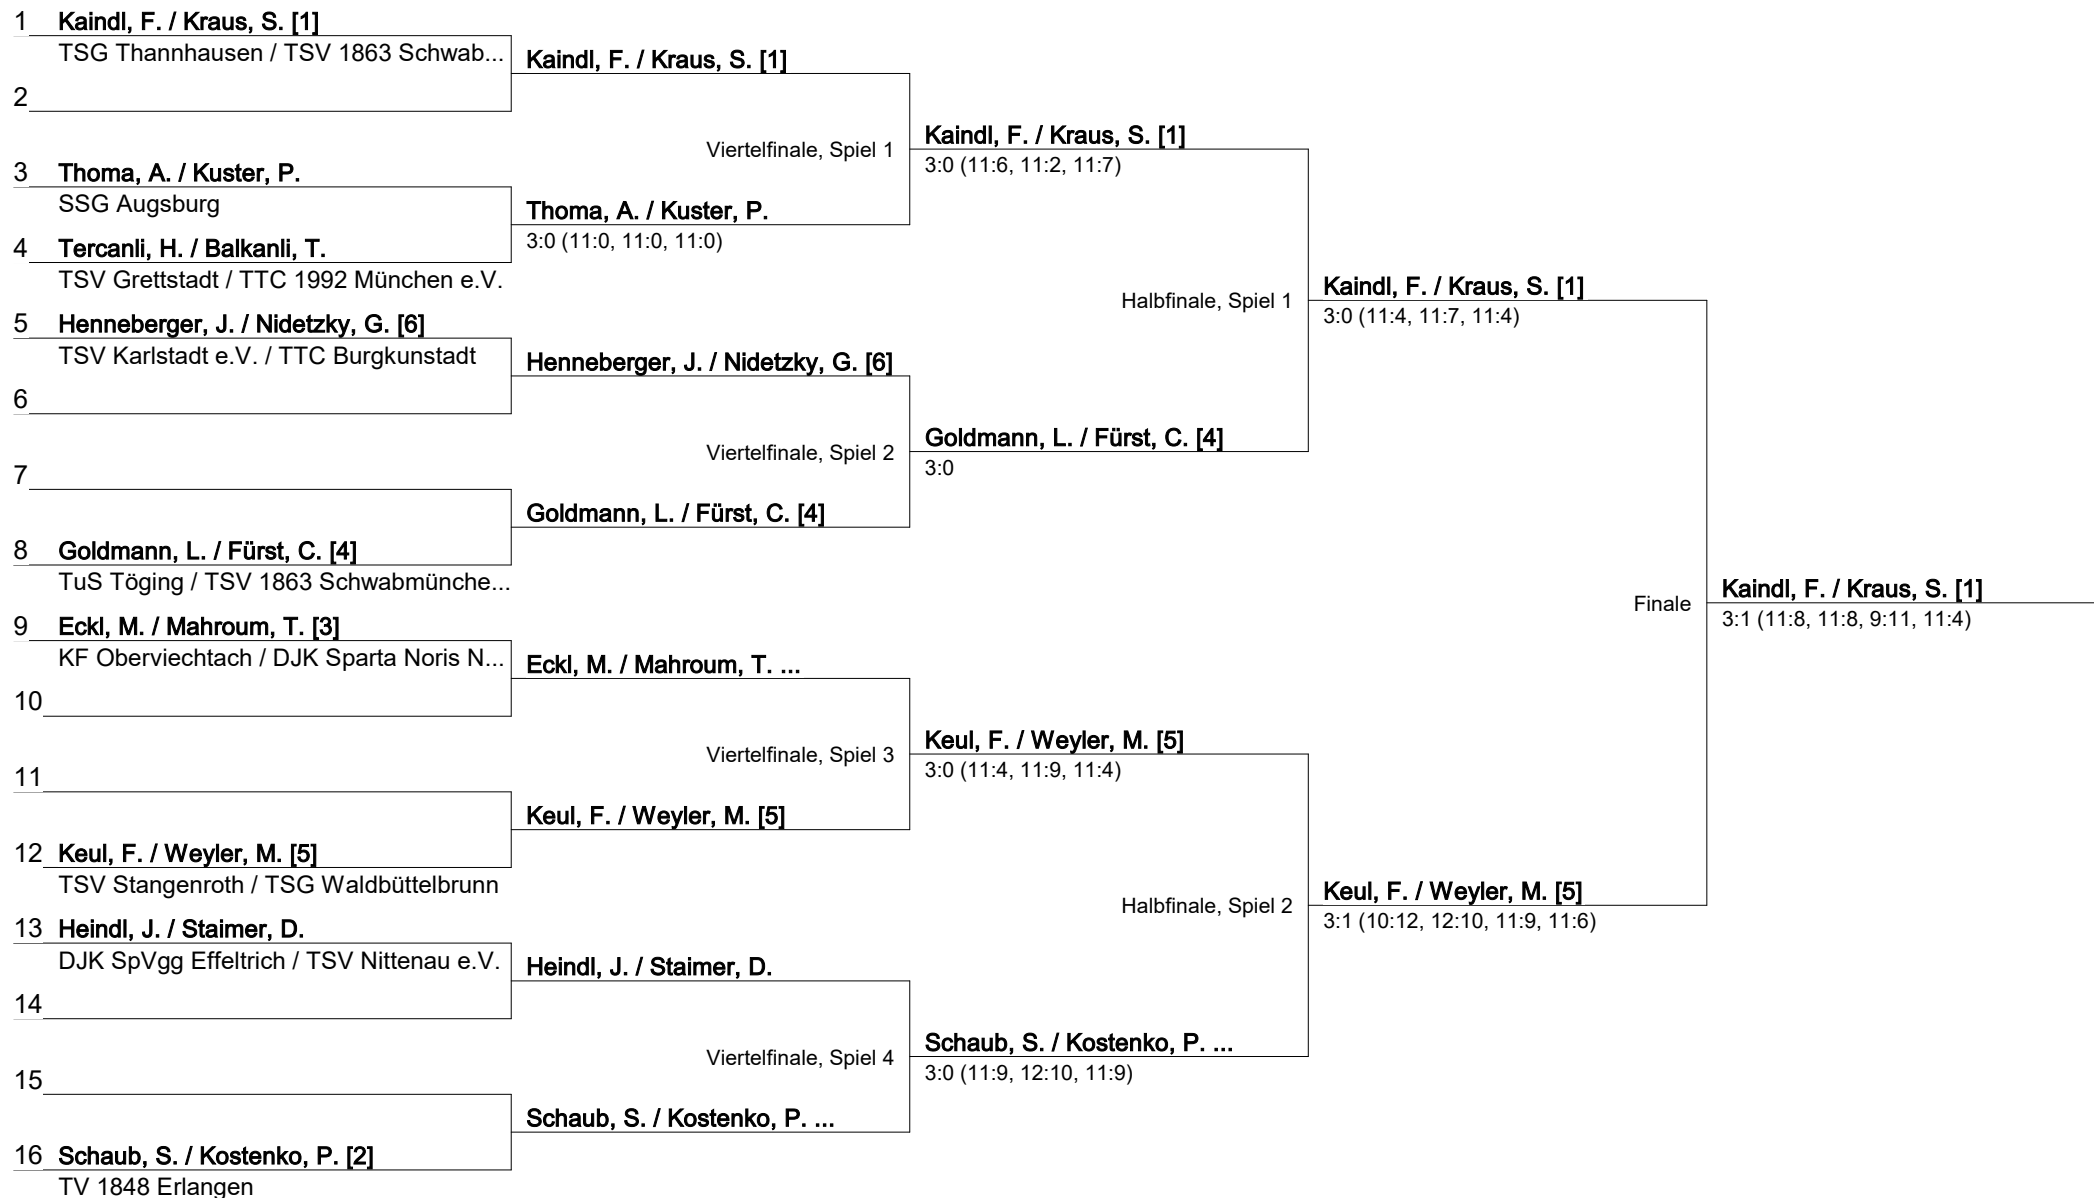 1 Kaindl, F. / Kraus, S. [1]
TSG Thannhausen / TSV 1863 Schwab...
Kaindl, F. / Kraus, S. [1]
2
Viertelfinale, Spiel 1
Kaindl, F. / Kraus, S. [1]
3:0 (11:6, 11:2, 11:7)
3 Thoma, A. / Kuster, P.
SSG Augsburg
Thoma, A. / Kuster, P.
3:0 (11:0, 11:0, 11:0)
4 Tercanli, H. / Balkanli, T.
TSV Grettstadt / TTC 1992 München e.V.
Halbfinale, Spiel 1
Kaindl, F. / Kraus, S. [1]
3:0 (11:4, 11:7, 11:4)
5 Henneberger, J. / Nidetzky, G. [6]
TSV Karlstadt e.V. / TTC Burgkunstadt
Henneberger, J. / Nidetzky, G. [6]
6
Viertelfinale, Spiel 2
Goldmann, L. / Fürst, C. [4]
3:0
7
Goldmann, L. / Fürst, C. [4]
8 Goldmann, L. / Fürst, C. [4]
TuS Töging / TSV 1863 Schwabmünche...
Finale
Kaindl, F. / Kraus, S. [1]
3:1 (11:8, 11:8, 9:11, 11:4)
9 Eckl, M. / Mahroum, T. [3]
KF Oberviechtach / DJK Sparta Noris N...
Eckl, M. / Mahroum, T. ...
10
Viertelfinale, Spiel 3
Keul, F. / Weyler, M. [5]
3:0 (11:4, 11:9, 11:4)
11
Keul, F. / Weyler, M. [5]
12 Keul, F. / Weyler, M. [5]
TSV Stangenroth / TSG Waldbüttelbrunn
Halbfinale, Spiel 2
Keul, F. / Weyler, M. [5]
3:1 (10:12, 12:10, 11:9, 11:6)
13 Heindl, J. / Staimer, D.
DJK SpVgg Effeltrich / TSV Nittenau e.V.
Heindl, J. / Staimer, D.
14
Viertelfinale, Spiel 4
Schaub, S. / Kostenko, P. ...
3:0 (11:9, 12:10, 11:9)
15
Schaub, S. / Kostenko, P. ...
16 Schaub, S. / Kostenko, P. [2]
TV 1848 Erlangen